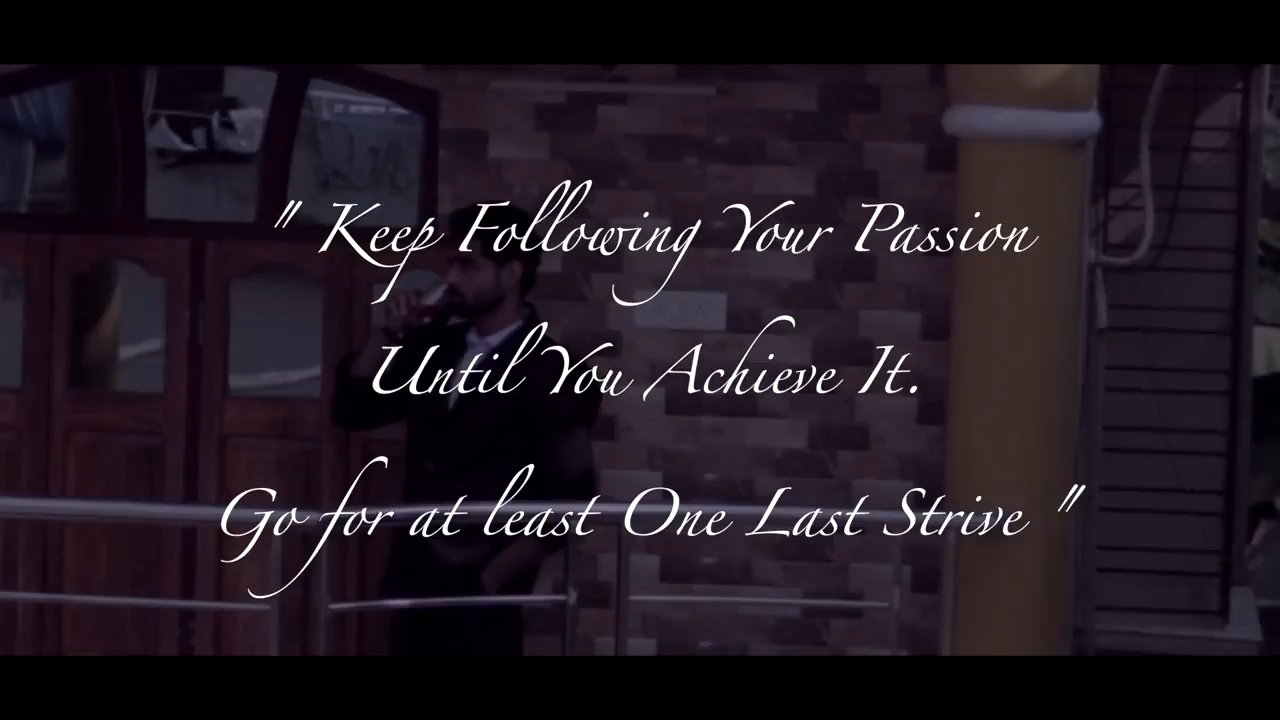 " Keep Following Your Passion
Until You Achieve It.
Go for at least One Last Strive "